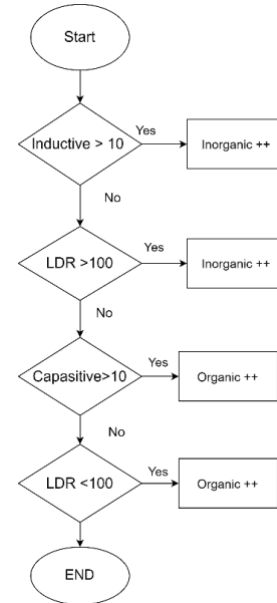 Start
Inductive > 10
Yes
Inorganic ++
No
LDR >100
Yes
Inorganic ++
No
Capasitive>10
Yes
Organic ++
No
LDR <100
Yes
Organic ++
END